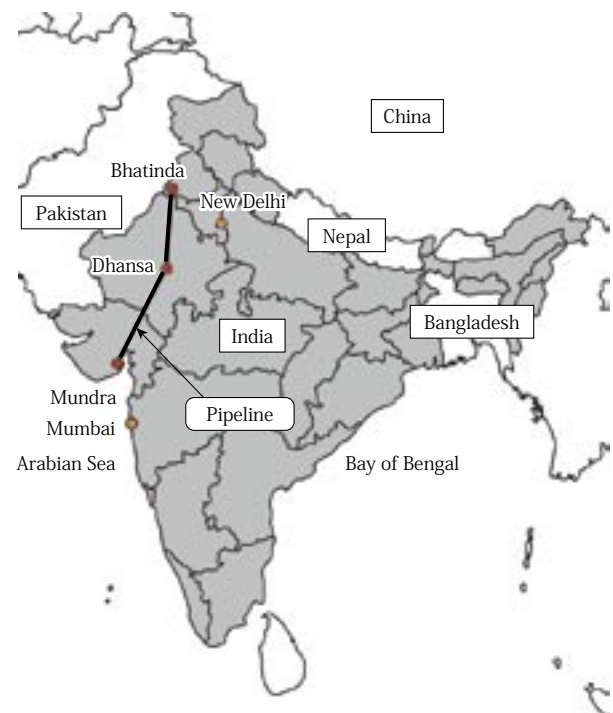 China
Bhatinda
New Delhi
Pakistan
Nepal
Dhansa
Bangladesh
India
Mundra
Pipeline
Mumbai
Arabian Sea
Bay of Bengal